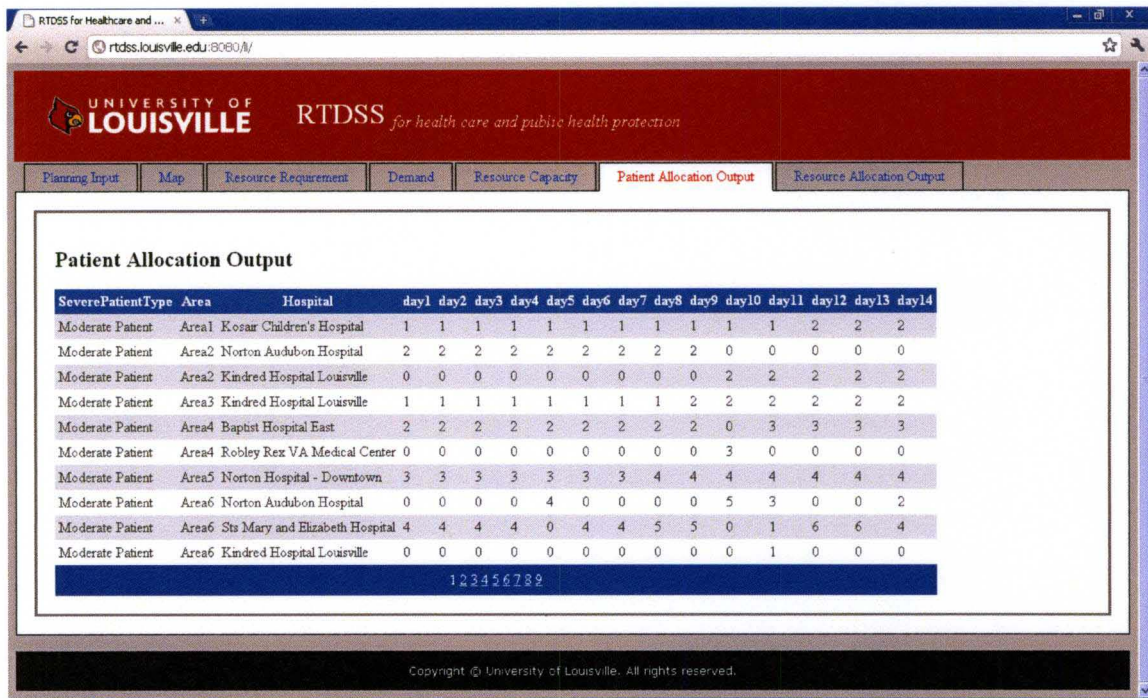 RTDSS for Healthcare and ...
rtdss.louisville.edu:8080/li/
UNIVERSITY OF
LOUISVILLE
RTDSS for health care and public health protection
Planning Input Map Resource Requirement Demand Resource Capacity Patient Allocation Output Resource Allocation Output
Patient Allocation Output
SeverePatientType Area Hospital day1 day2 day3 day4 day5 day6 day7 day8 day9 day10 day11 day12 day13 day14
Moderate Patient Area1 Kosair Children's Hospital 1 1 1 1 1 1 1 1 1 1 1 2 2 2
Moderate Patient Area2 Norton Audubon Hospital 2 2 2 2 2 2 2 2 2 0 0 0 0 0
Moderate Patient Area2 Kindred Hospital Louisville 0 0 0 0 0 0 0 0 0 2 2 2 2 2
Moderate Patient Area3 Kindred Hospital Louisville 1 1 1 1 1 1 1 1 2 2 2 2 2 2
Moderate Patient Area4 Baptist Hospital East 2 2 2 2 2 2 2 2 2 0 3 3 3 3
Moderate Patient Area4 Robley Rex VA Medical Center 0 0 0 0 0 0 0 0 0 3 0 0 0 0
Moderate Patient Area5 Norton Hospital - Downtown 3 3 3 3 3 3 3 4 4 4 4 4 4 4
Moderate Patient Area6 Norton Audubon Hospital 0 0 0 0 4 0 0 0 0 5 3 0 0 2
Moderate Patient Area6 Sts Mary and Elizabeth Hospital 4 4 4 4 0 4 4 5 5 0 1 6 6 4
Moderate Patient Area6 Kindred Hospital Louisville 0 0 0 0 0 0 0 0 0 0 1 0 0 0
1 2 3 4 5 6 7 8 9
Copyright © University of Louisville. All rights reserved.